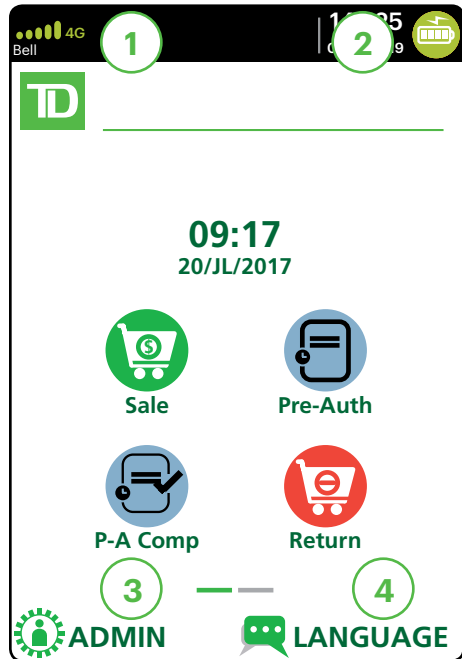 4G
Bell
1
2
TD
09:17
20/JL/2017
Sale
Pre-Auth
P-A Comp
Return
3
4
ADMIN
LANGUAGE